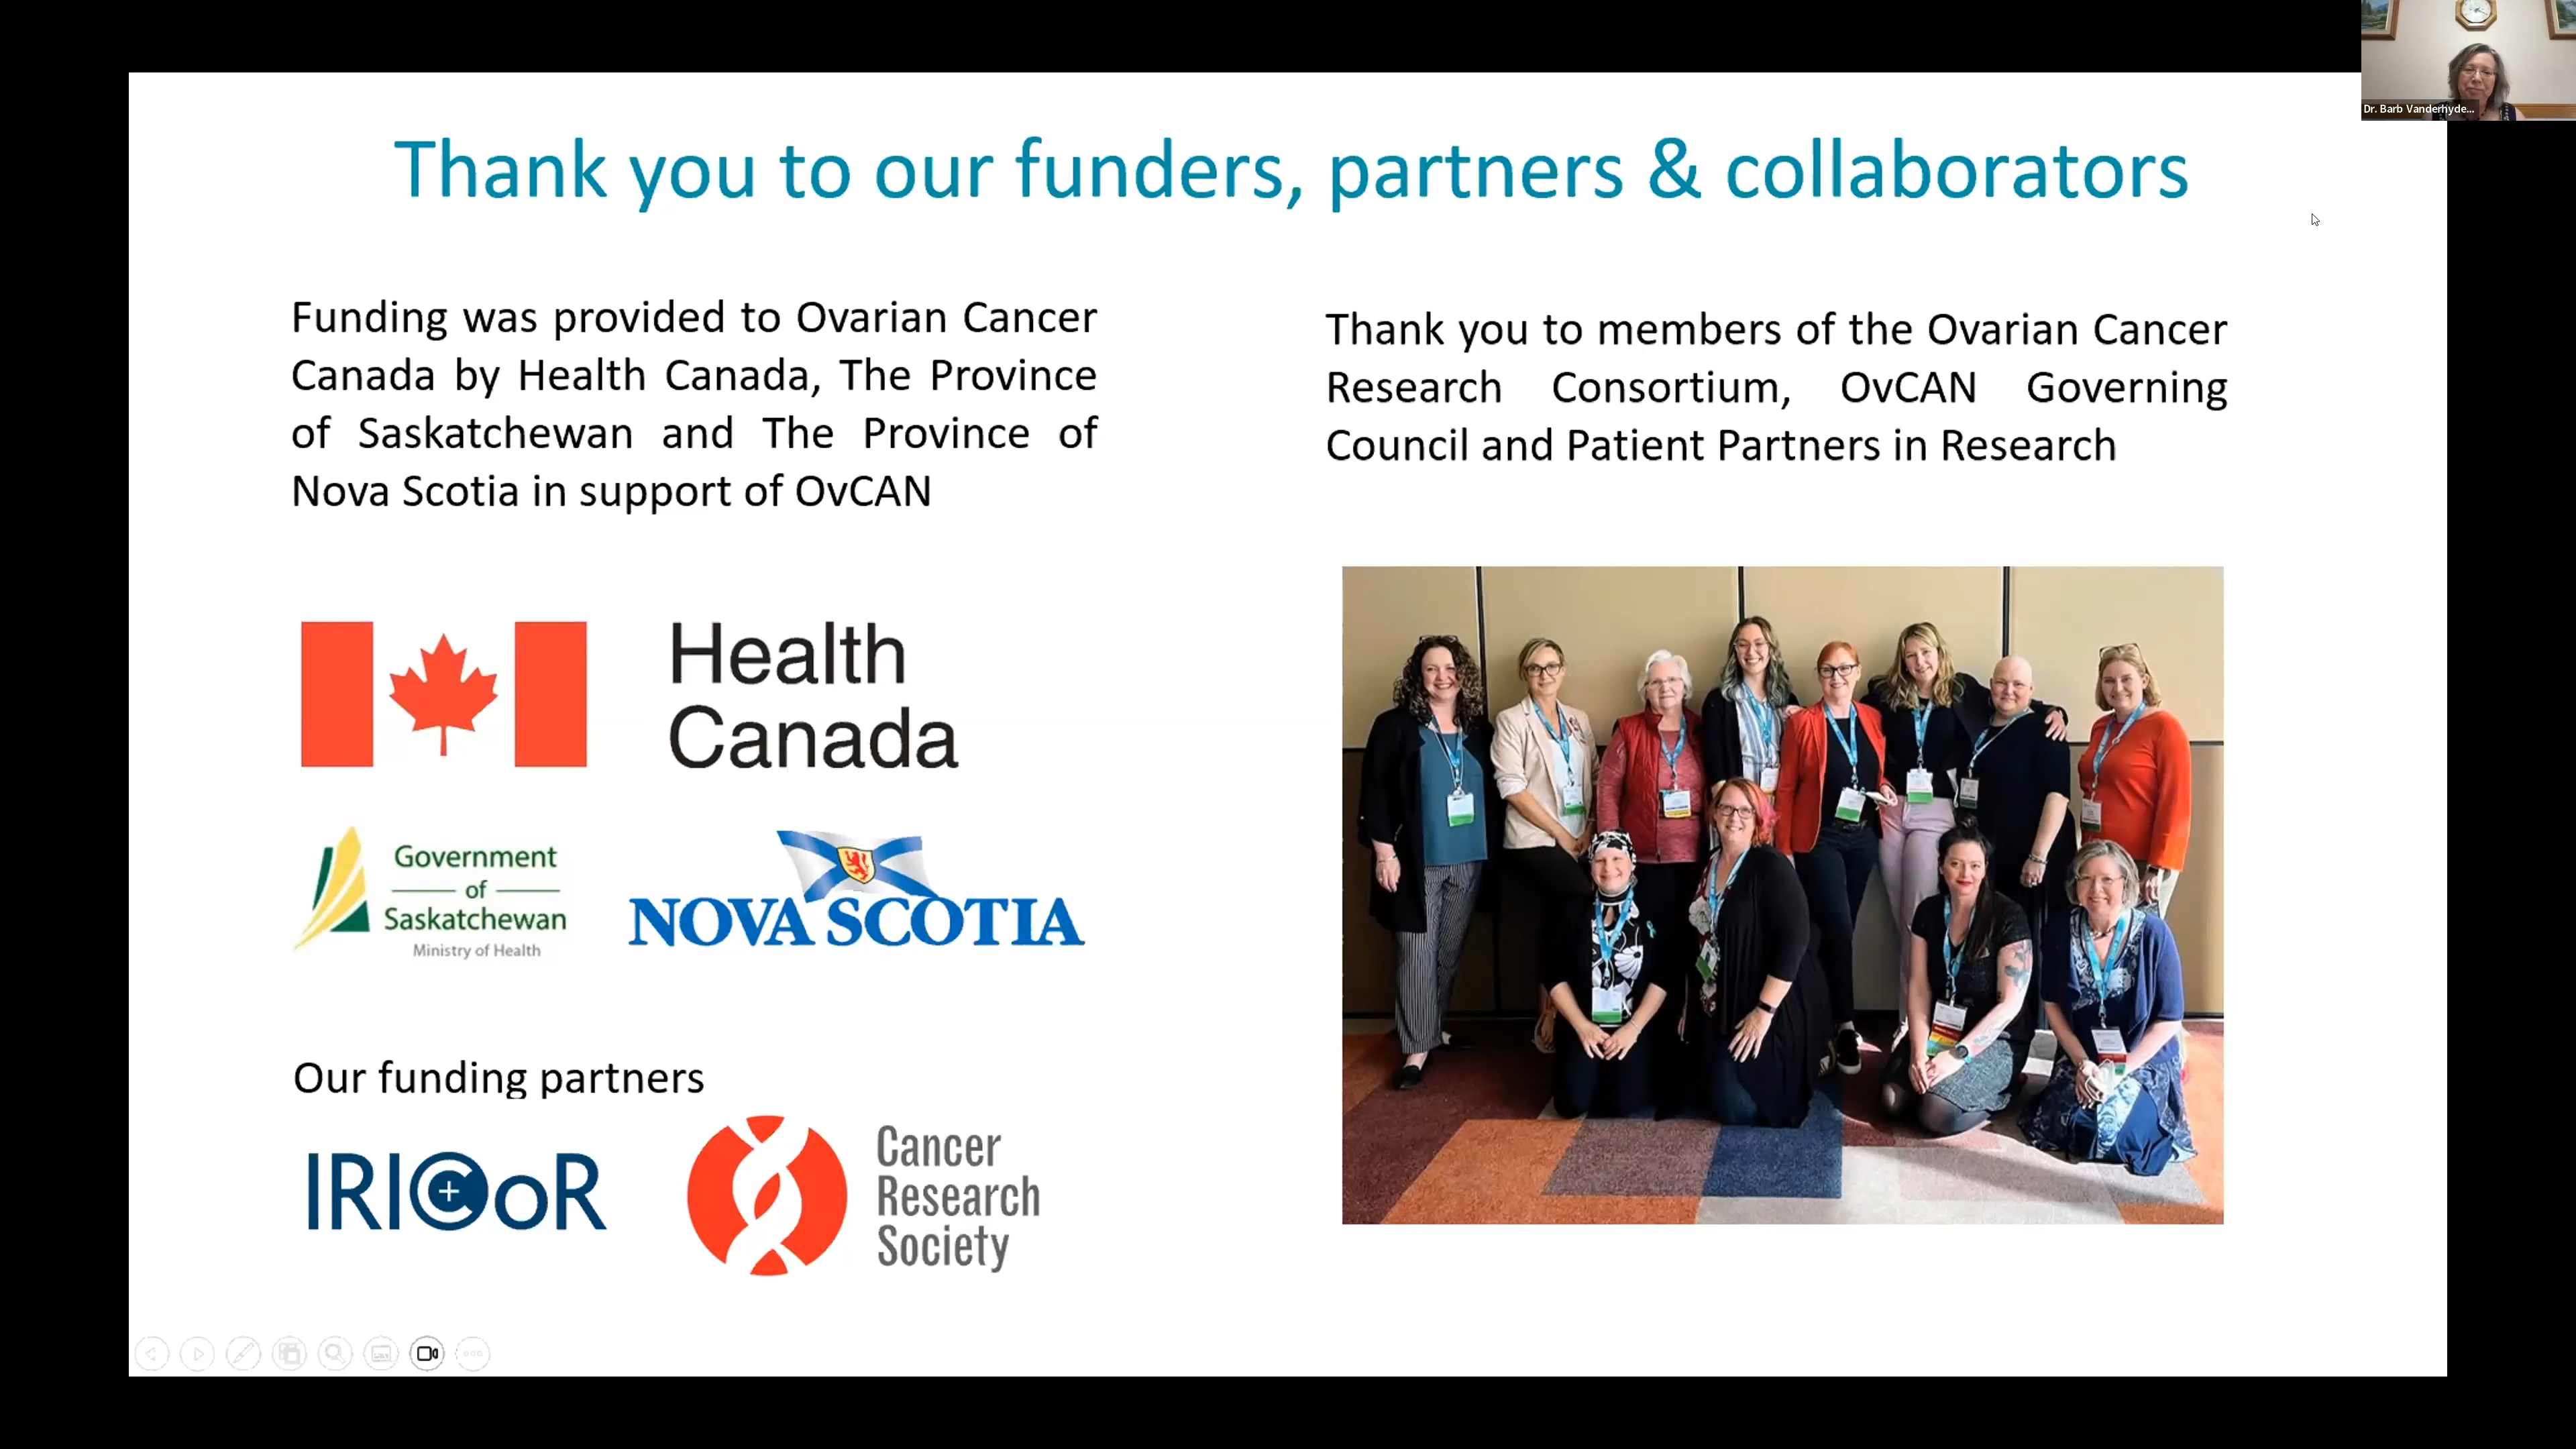 Dr. Barb Vanderhyde...
Thank you to our funders, partners & collaborators
Funding was provided to Ovarian Cancer
Canada by Health Canada, The Province
of Saskatchewan and The Province of
Nova Scotia in support of OvCAN
Health
Canada
Government
of
Saskatchewan
Ministry of Health
NOVA SCOTIA
Our funding partners
IRICoR
Cancer
Research
Society
Thank you to members of the Ovarian Cancer
Research Consortium, OvCAN Governing
Council and Patient Partners in Research